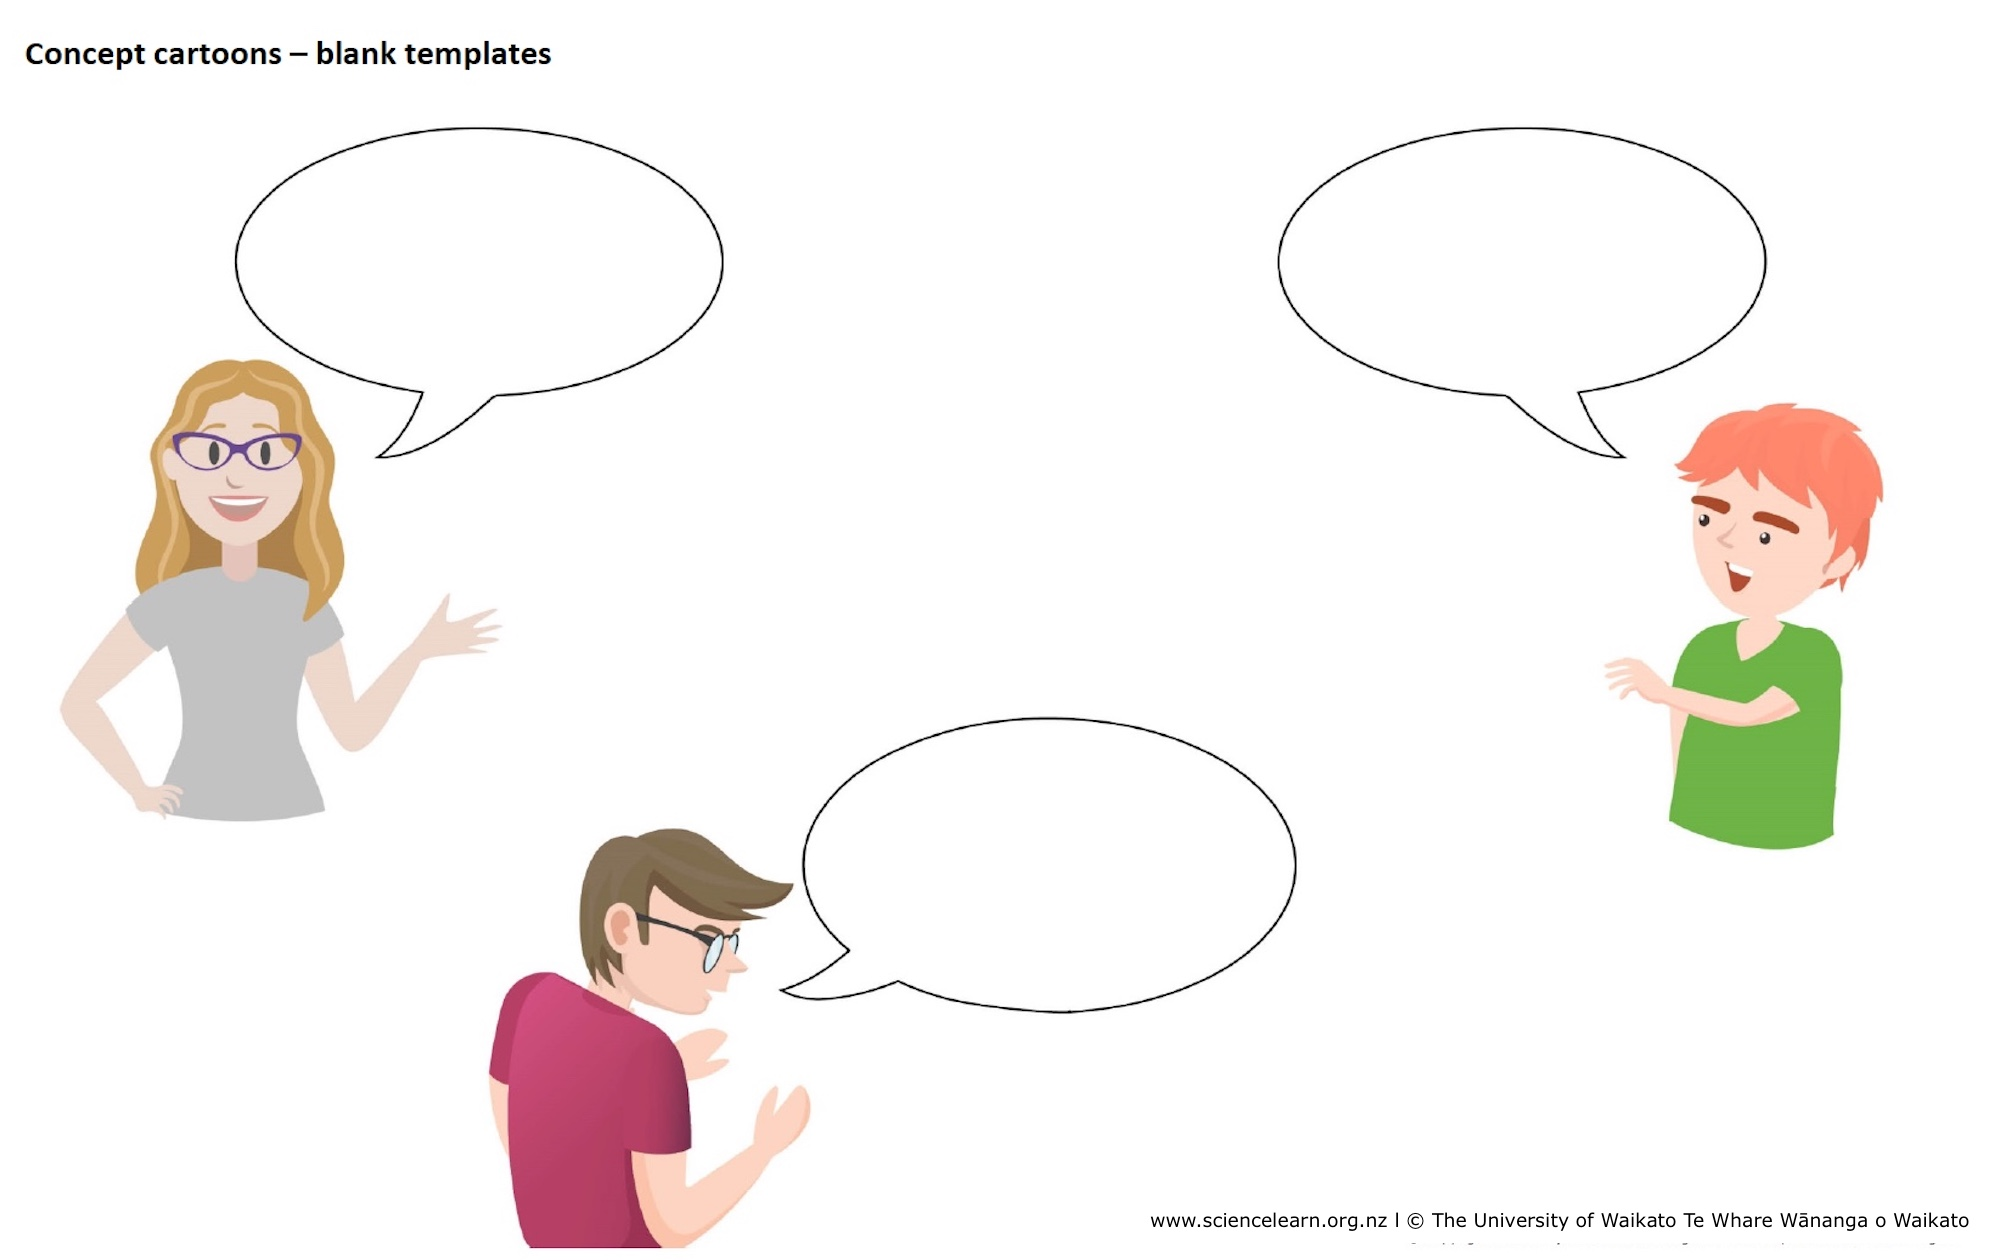 Concept cartoons – blank templates
www.sciencelearn.org.nz l © The University of Waikato Te Whare Wānanga o Waikato